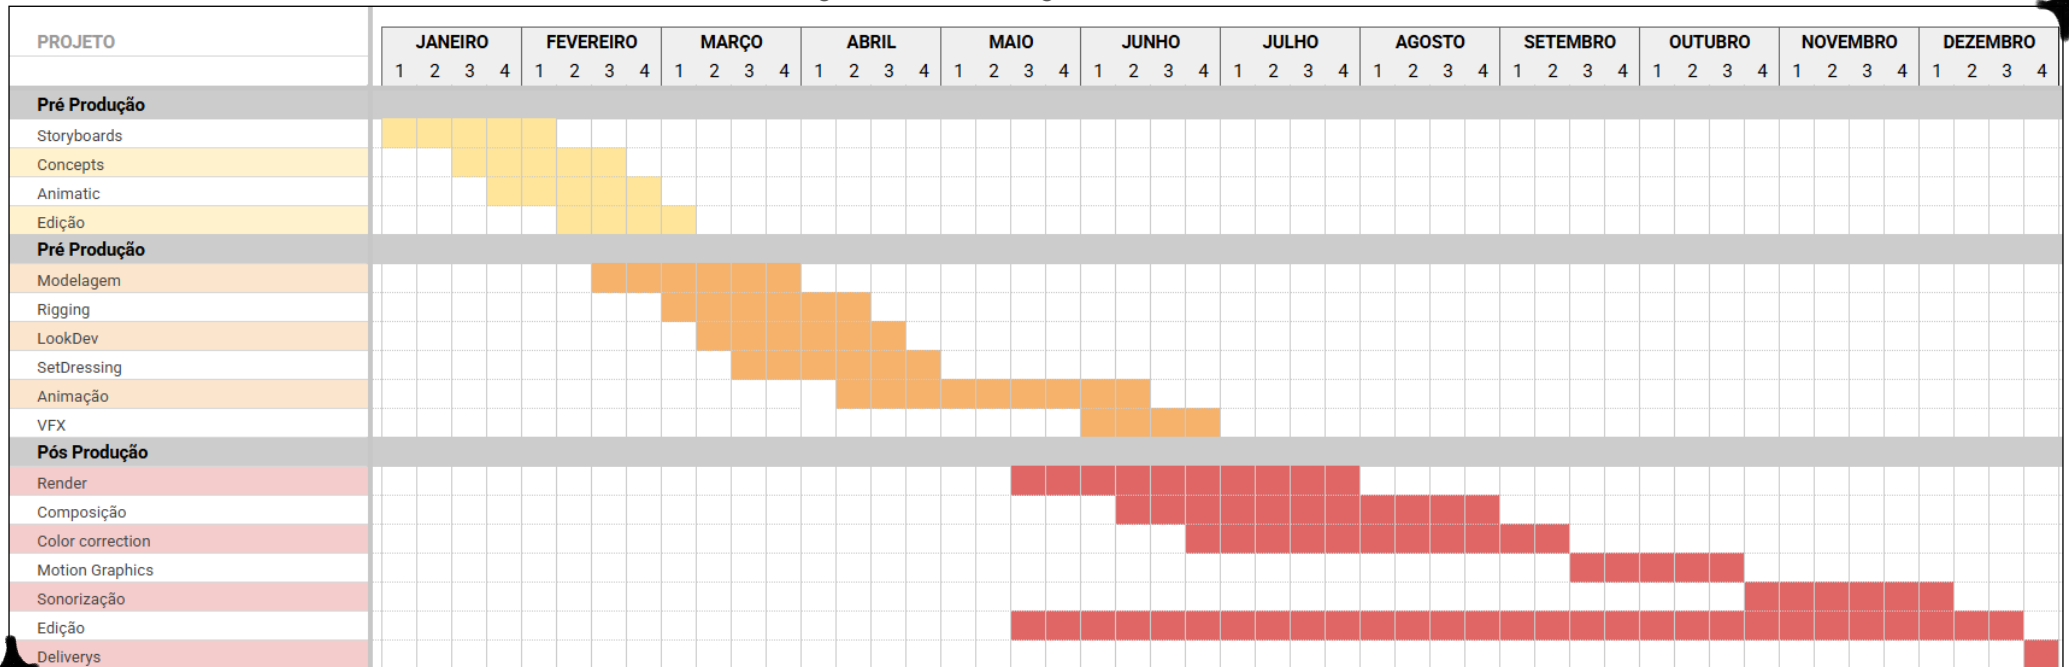 PROJETO JANEIRO FEVEREIRO MARÇO ABRIL MAIO JUNHO JULHO AGOSTO SETEMBRO OUTUBRO NOVEMBRO DEZEMBRO
1 2 3 4 1 2 3 4 1 2 3 4 1 2 3 4 1 2 3 4 1 2 3 4 1 2 3 4 1 2 3 4 1 2 3 4 1 2 3 4 1 2 3 4 1 2 3 4
Pré Produção
Storyboards
Concepts
Animatic
Edição
Pré Produção
Modelagem
Rigging
LookDev
SetDressing
Animação
VFX
Pós Produção
Render
Composição
Color correction
Motion Graphics
Sonorização
Edição
Deliverys